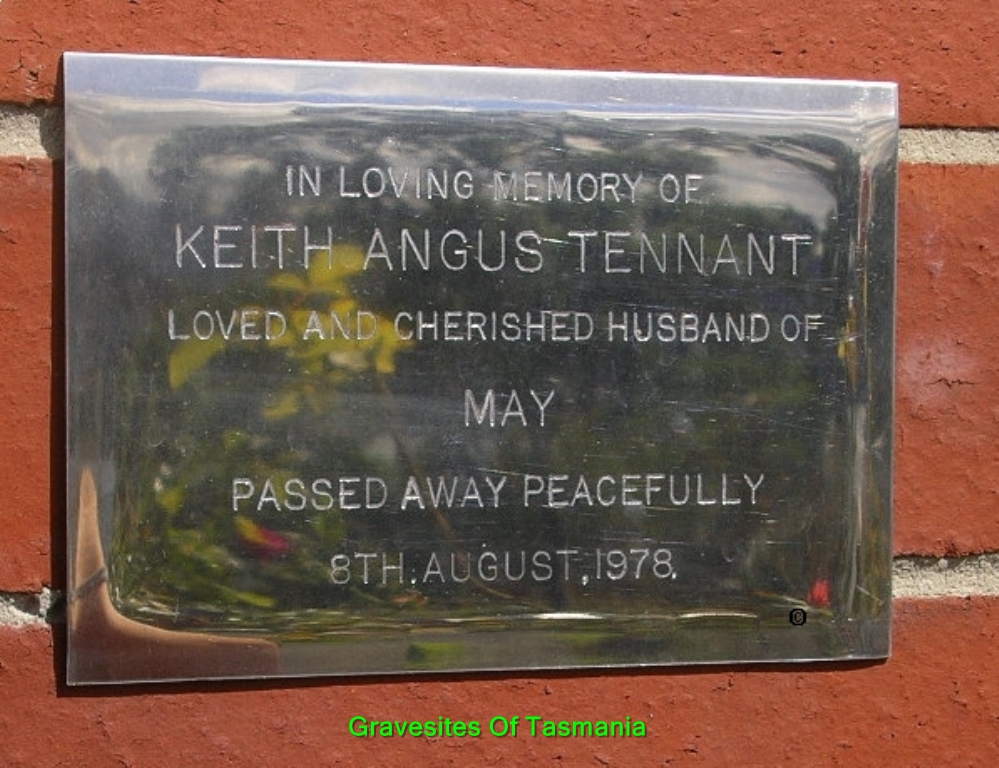 IN LOVING MEMORY OF
KEITH ANGUS TENNANT
LOVED AND CHERISHED HUSBAND OF
MAY
PASSED AWAY PEACEFULLY
8TH. AUGUST, 1978.
©
Gravesites Of Tasmania